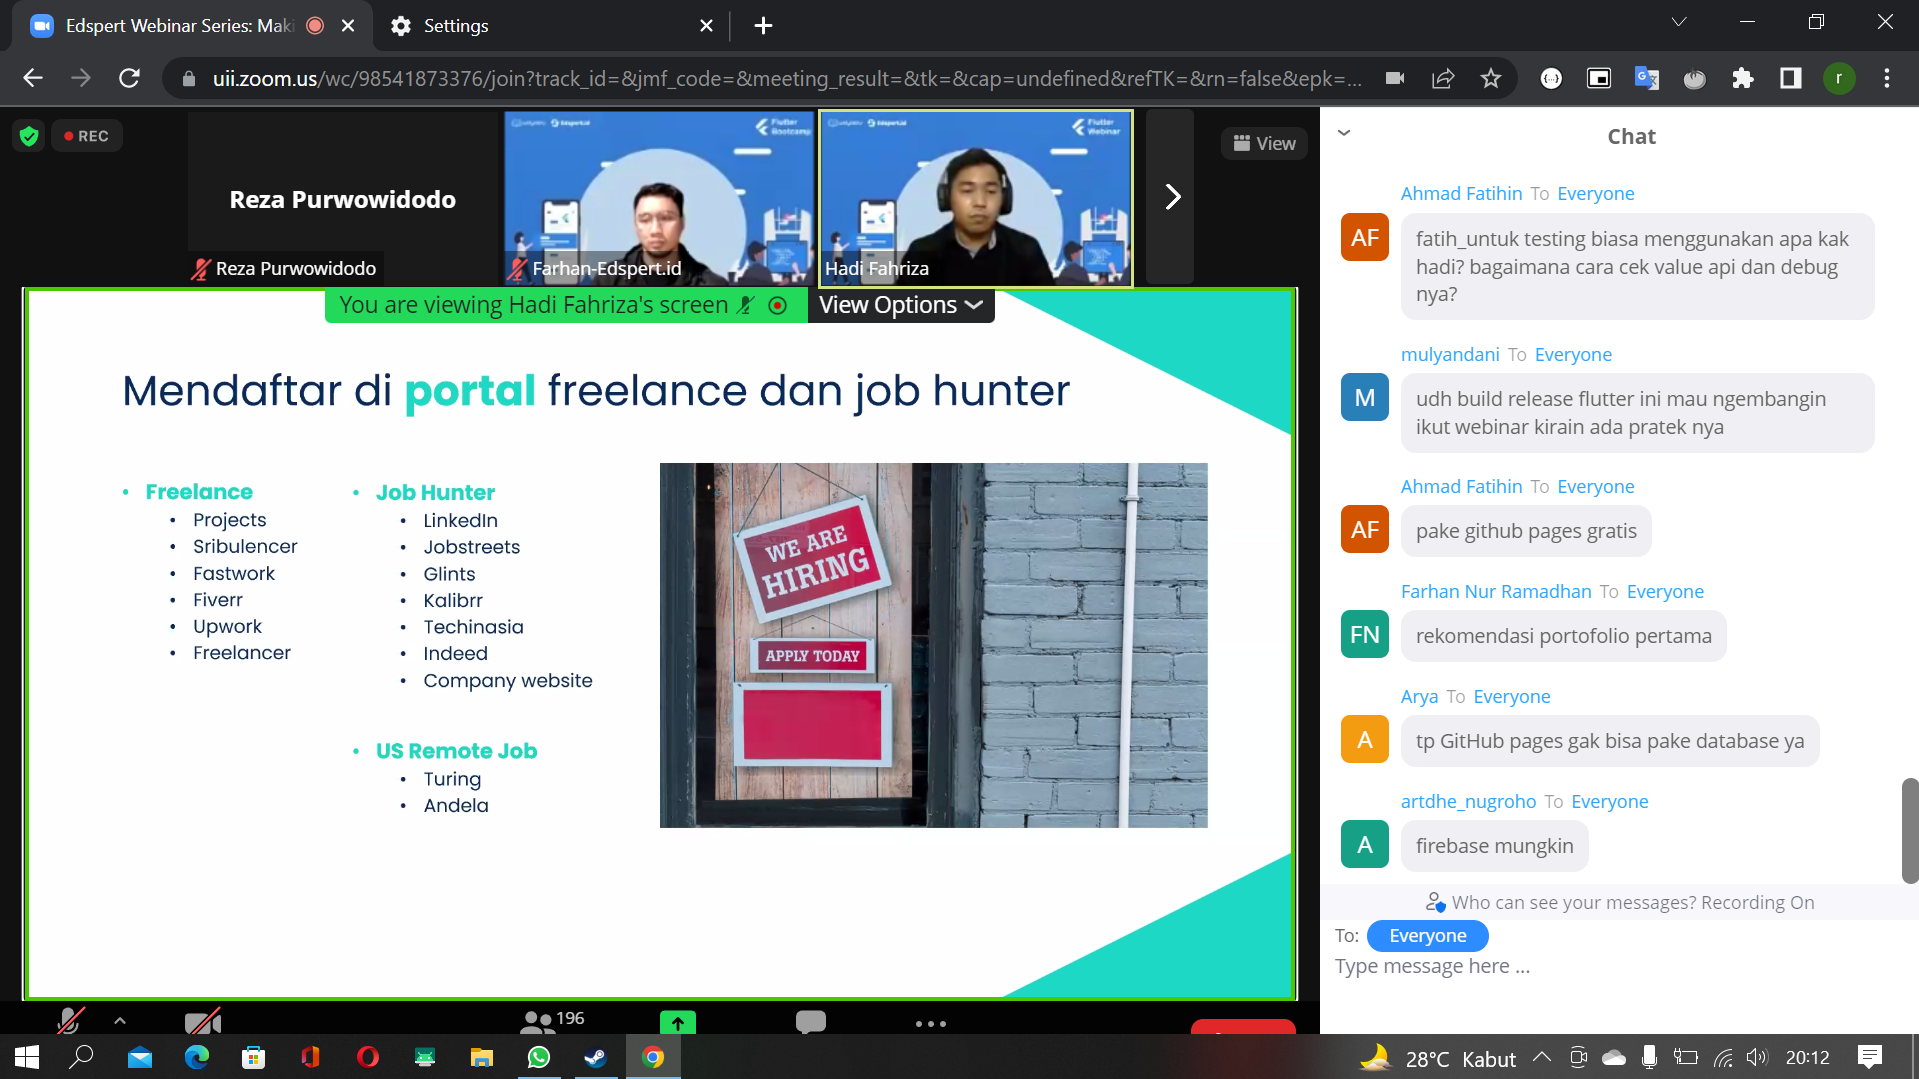 Edspert Webinar Series: Maki
Settings
uii.zoom.us/wc/98541873376/join?track_id=&jmf_code=&meeting_result=&tk=&cap=undefined&refTK=&rn=false&epk=...
r
REC
Reza Purwowidodo
Reza Purwowidodo
Flutter
Bootcamp
Farhan-Edspert.id
Flutter
Webinar
Hadi Fahriza
View
You are viewing Hadi Fahriza's screen
View Options
Mendaftar di portal freelance dan job hunter
• Freelance
• Projects
• Sribulencer
• Fastwork
• Fiverr
• Upwork
• Freelancer
• Job Hunter
• LinkedIn
• Jobstreets
• Glints
• Kalibrr
• Techinasia
• Indeed
• Company website
• US Remote Job
• Turing
• Andela
WE ARE
HIRING
APPLY TODAY
196
Chat
Ahmad Fatihin To Everyone
AF
fatih_untuk testing biasa menggunakan apa kak
hadi? bagaimana cara cek value api dan debug
nya?
mulyandani To Everyone
M
udh build release flutter ini mau ngembangin
ikut webinar kirain ada pratek nya
Ahmad Fatihin To Everyone
AF
pake github pages gratis
Farhan Nur Ramadhan To Everyone
FN
rekomendasi portofolio pertama
Arya To Everyone
A
tp GitHub pages gak bisa pake database ya
artdhe_nugroho To Everyone
A
firebase mungkin
Who can see your messages? Recording On
To: Everyone
Type message here ...
28°C Kabut
20:12